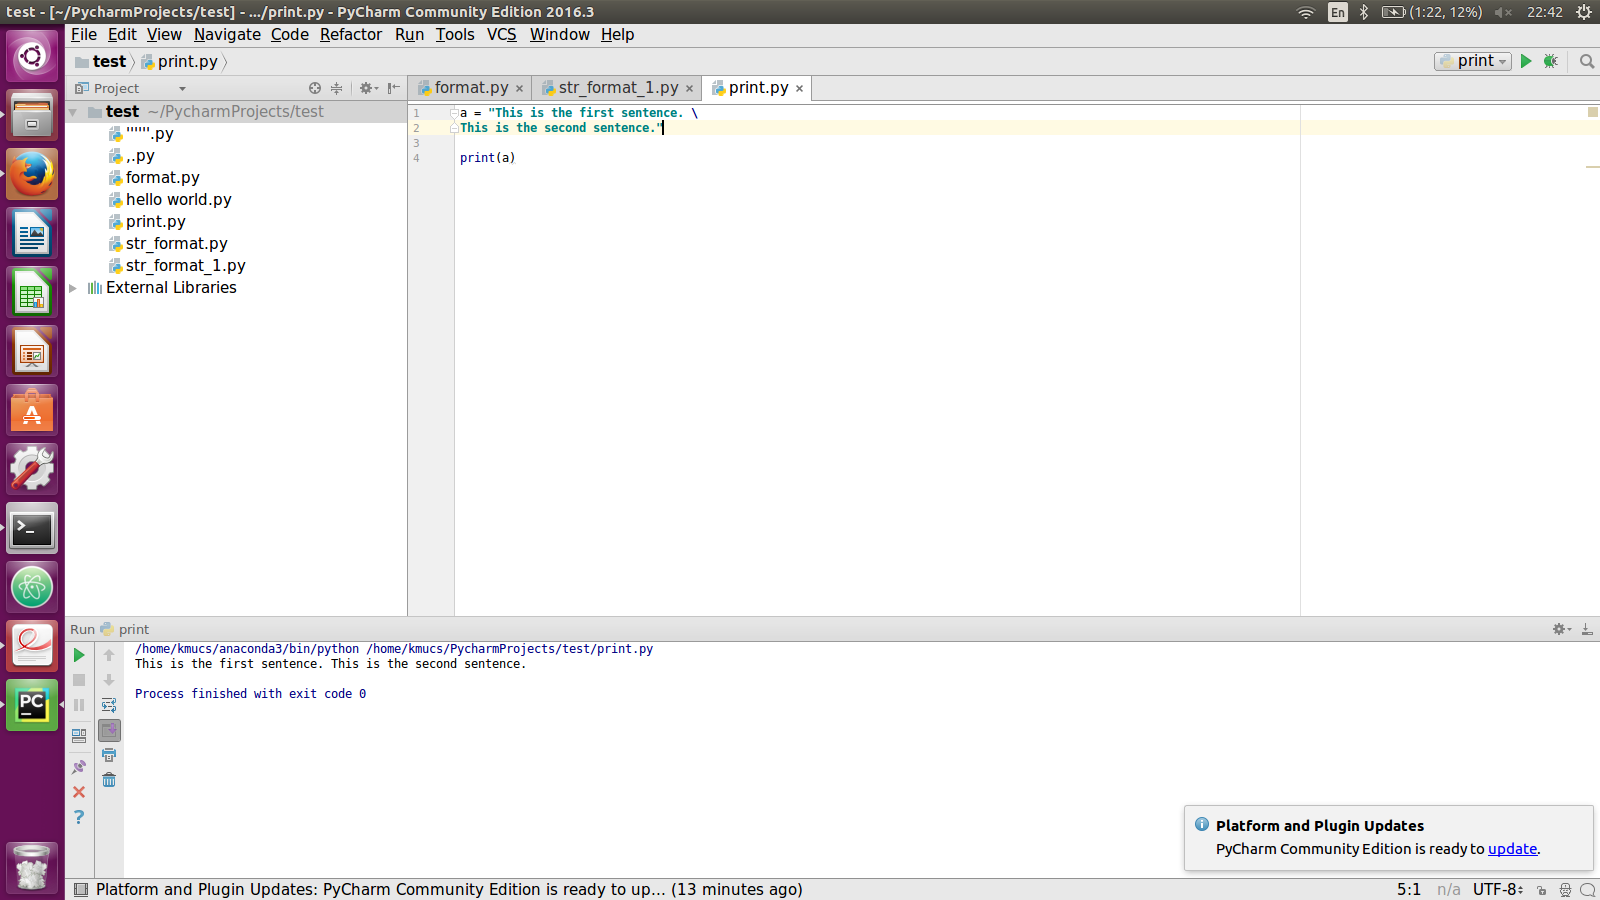 test - [~/PycharmProjects/test] - .../print.py - PyCharm Community Edition 2016.3
En (1:22, 12%) 22:42
File Edit View Navigate Code Refactor Run Tools VCS Window Help
test print.py print
Project format.py str_format_1.py print.py
test ~/PycharmProjects/test
""""".py
,.py
format.py
hello world.py
print.py
str_format.py
str_format_1.py
External Libraries
1 a = "This is the first sentence. \
2 This is the second sentence."
3
4 print(a)
Run print
/home/kmucs/anaconda3/bin/python /home/kmucs/PycharmProjects/test/print.py
This is the first sentence. This is the second sentence.
Process finished with exit code 0
PC
Platform and Plugin Updates
PyCharm Community Edition is ready to update.
Platform and Plugin Updates: PyCharm Community Edition is ready to up... (13 minutes ago) 5:1 n/a UTF-8